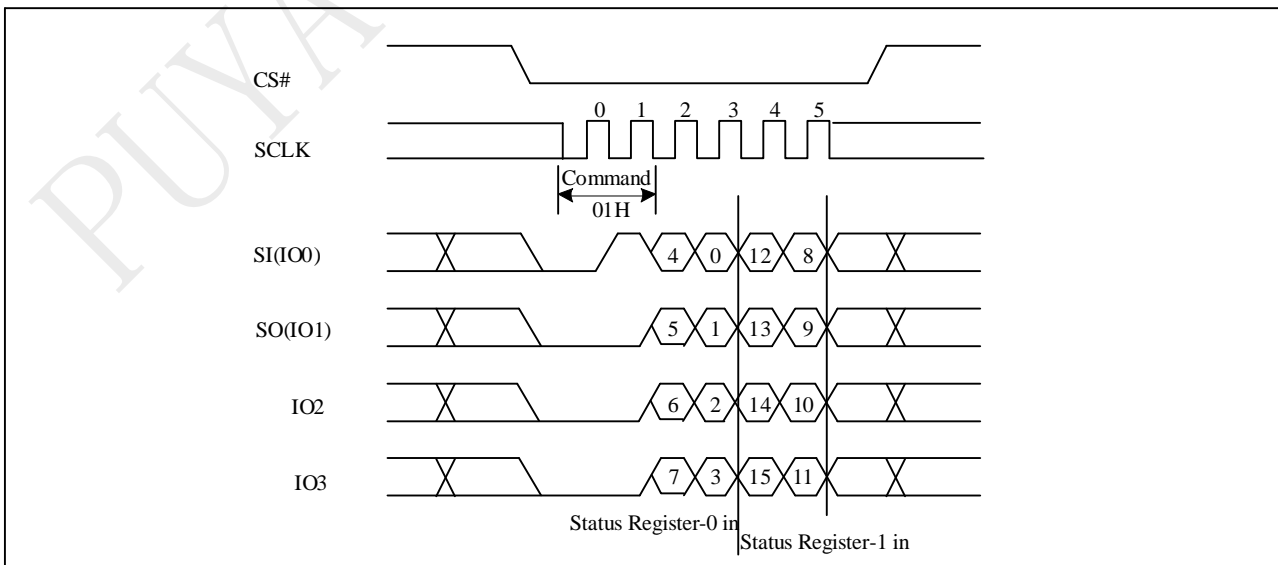 PUYA
CS#
0 1 2 3 4 5
SCLK
Command
01H
SI(IO0) 4 0 12 8
SO(IO1) 5 1 13 9
IO2 6 2 14 10
IO3 7 3 15 11
Status Register-0 in
Status Register-1 in